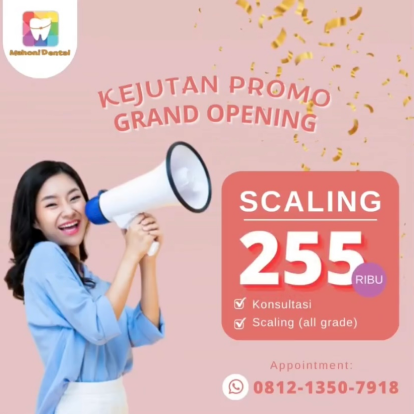 Mahoni Dental
KEJUTAN PROMO
GRAND OPENING
SCALING
255
RIBU
Konsultasi
Scaling (all grade)
Appointment:
0812-1350-7918